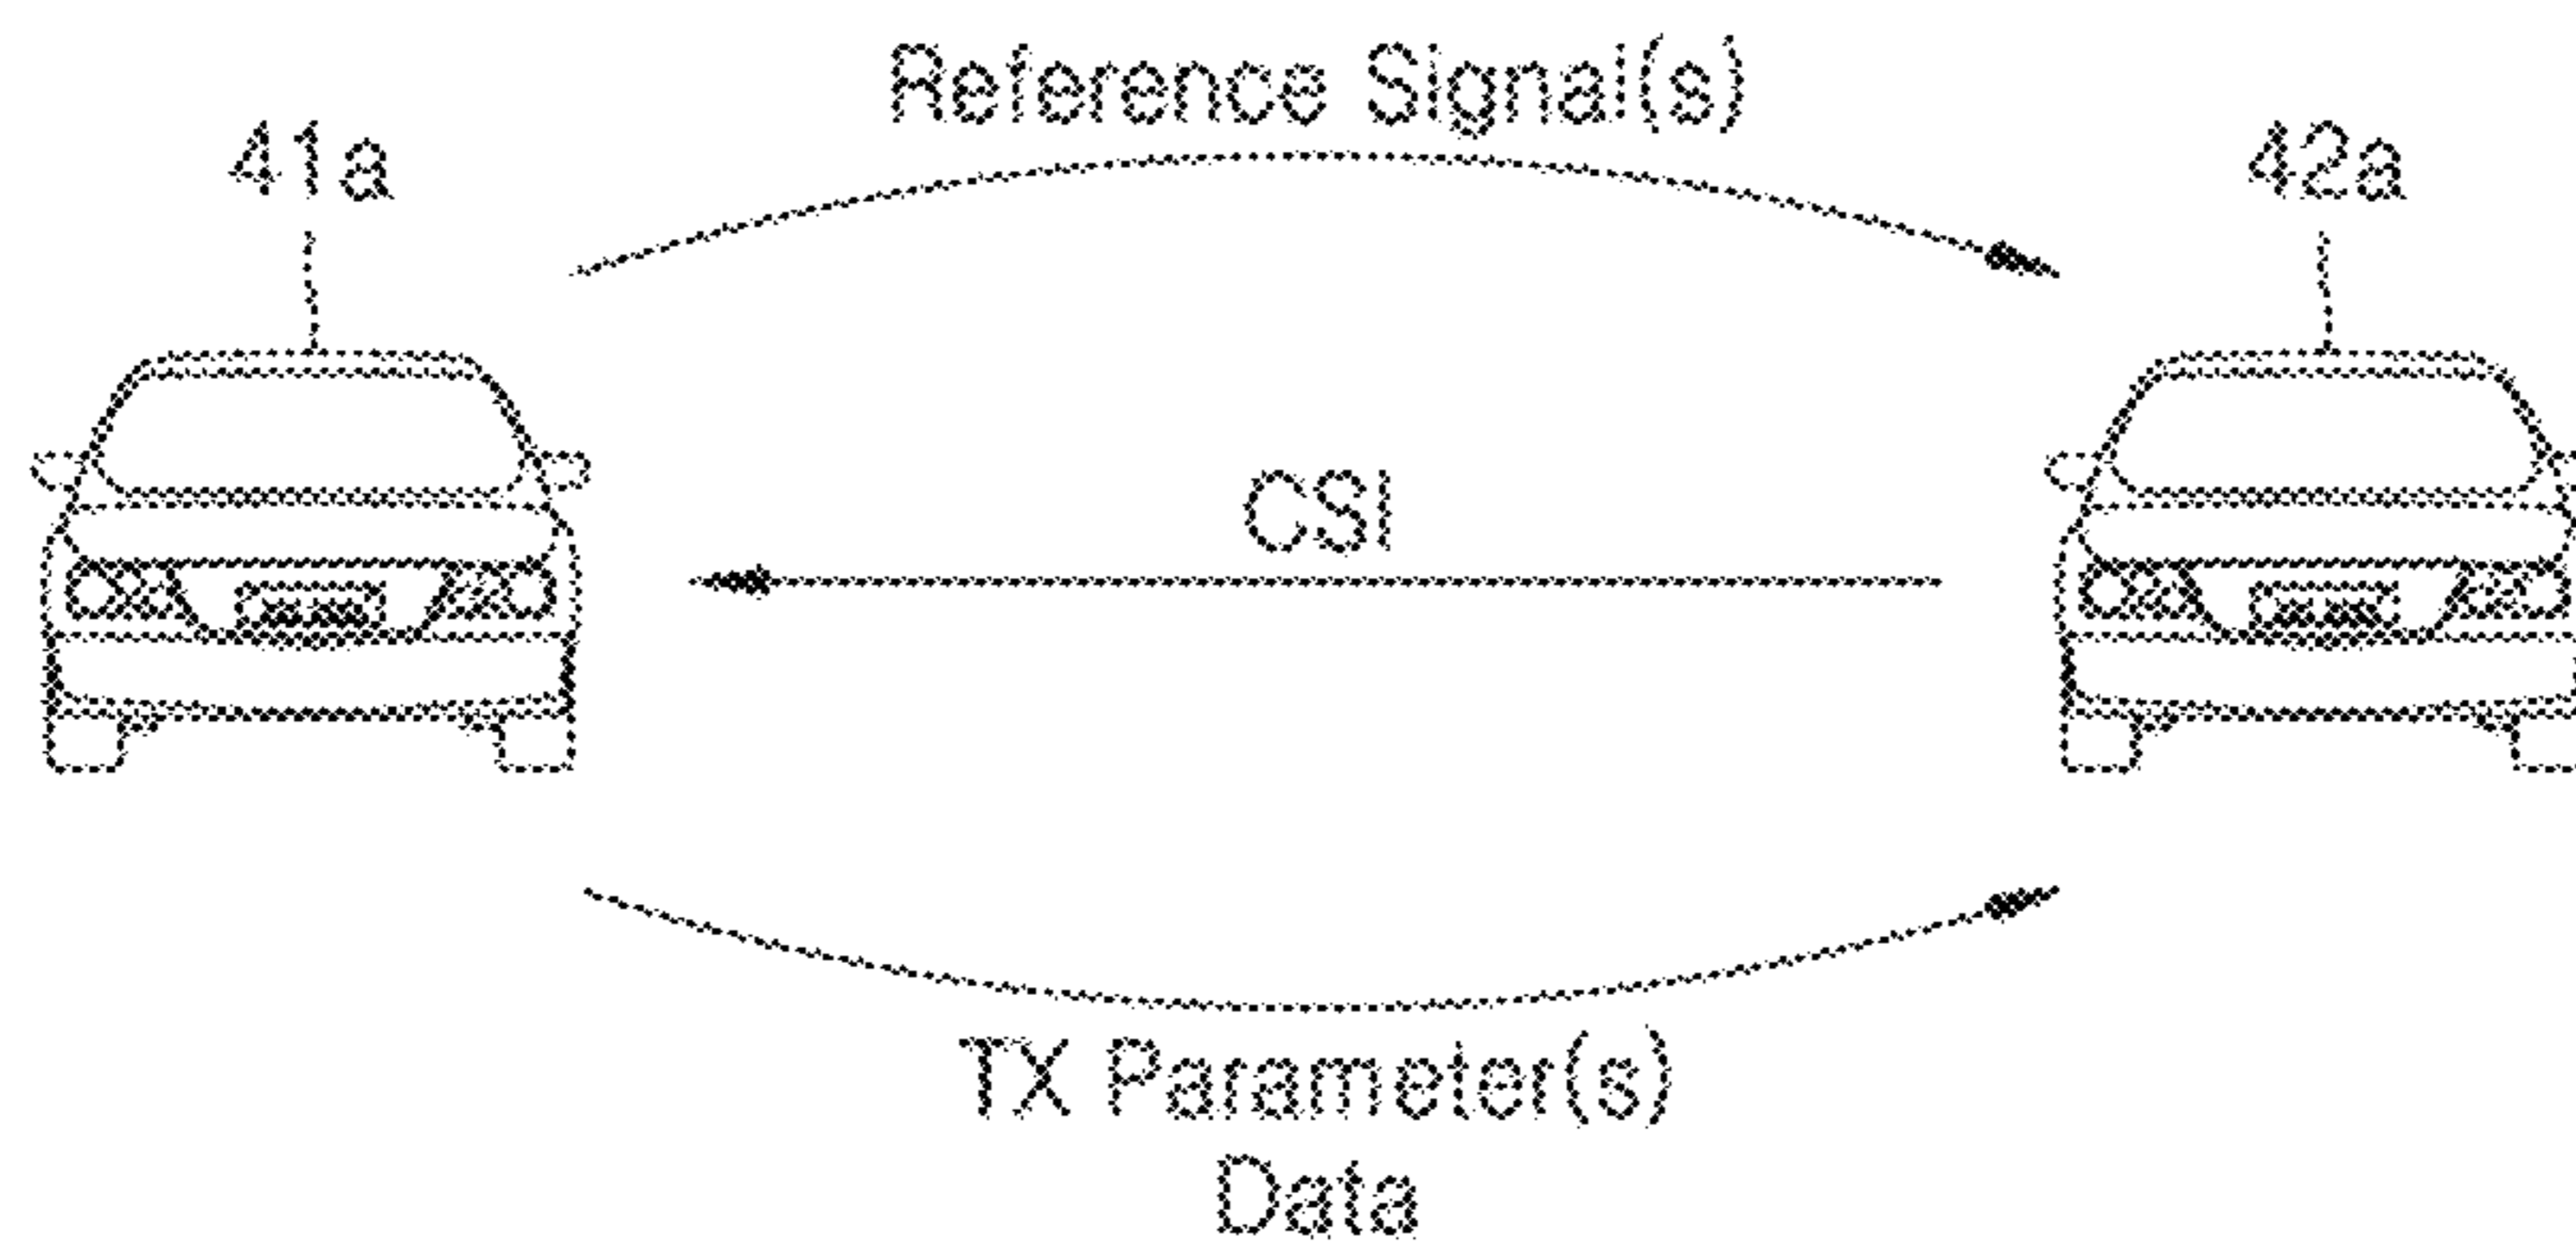 Reference Signal(s)
41a
42a
CSI
TX Parameter(s)
Data